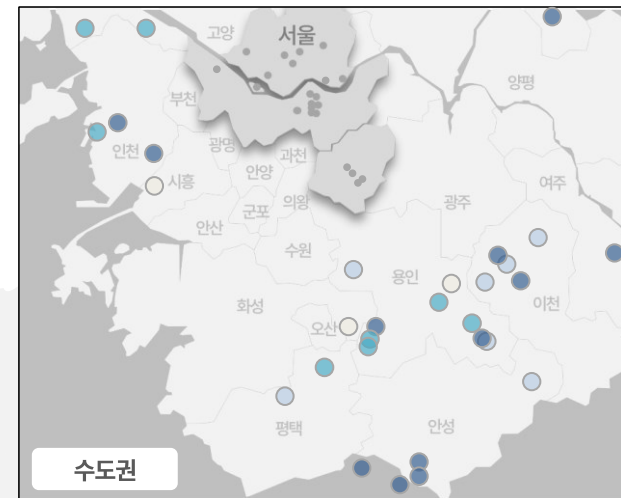 고양
서울
양평
부천
인천
광명
과천
시흥
안양
여주
군포
의왕
광주
안산
수원
용인
이천
화성
오산
평택
안성
수도권